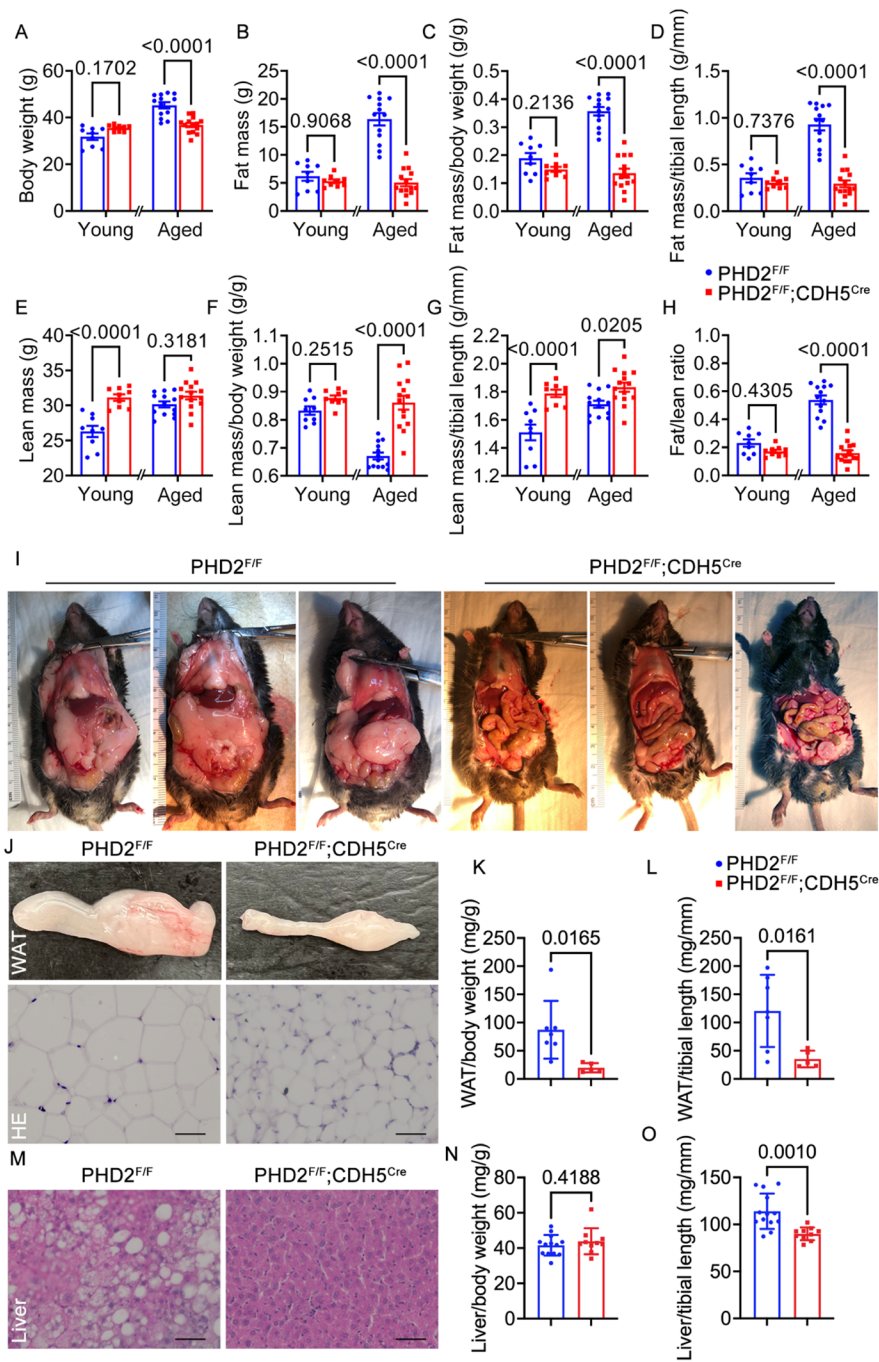 A
Body weight (g)
60
40
20
0
0.1702
<0.0001
Young
Aged
B
Fat mass (g)
25
20
15
10
5
0
0.9068
<0.0001
Young
Aged
C
Fat mass/body weight (g/g)
0.5
0.4
0.3
0.2
0.1
0.0
0.2136
<0.0001
Young
Aged
D
Fat mass/tibial length (g/mm)
1.5
1.0
0.5
0.0
0.7376
<0.0001
Young
Aged
PHD2F/F
PHD2F/F;CDH5Cre
E
Lean mass (g)
40
35
30
25
20
<0.0001
0.3181
Young
Aged
F
Lean mass/body weight (g/g)
1.0
0.9
0.8
0.7
0.6
0.2515
<0.0001
Young
Aged
G
Lean mass/tibial length (g/mm)
2.2
2.0
1.8
1.6
1.4
1.2
<0.0001
0.0205
Young
Aged
H
Fat/lean ratio
1.0
0.8
0.6
0.4
0.2
0.0
0.4305
<0.0001
Young
Aged
I
PHD2F/F
PHD2F/F;CDH5Cre
J
PHD2F/F
PHD2F/F;CDH5Cre
WAT
HE
K
WAT/body weight (mg/g)
250
200
150
100
50
0
0.0165
L
PHD2F/F
PHD2F/F;CDH5Cre
WAT/tibial length (mg/mm)
250
200
150
100
50
0
0.0161
M
PHD2F/F
PHD2F/F;CDH5Cre
Liver
N
Liver/body weight (mg/g)
80
60
40
20
0
0.4188
O
Liver/tibial length (mg/mm)
150
100
50
0
0.0010